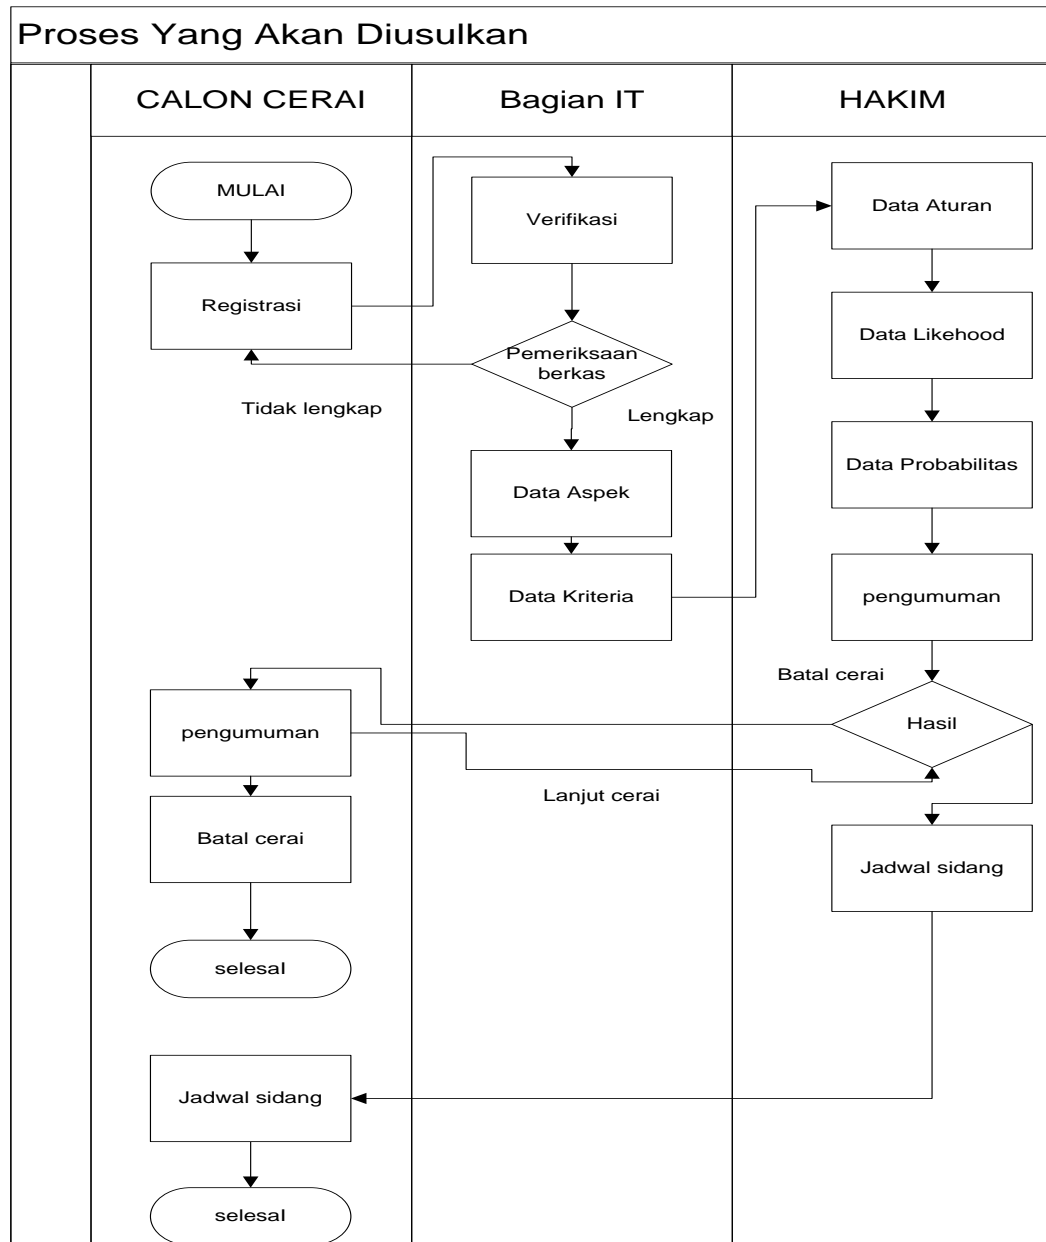 Proses Yang Akan Diusulkan
CALON CERAI
Bagian IT
HAKIM
MULAI
Verifikasi
Data Aturan
Registrasi
Pemeriksaan
berkas
Data Likehood
Tidak lengkap
Lengkap
Data Aspek
Data Probabilitas
Data Kriteria
pengumuman
Batal cerai
pengumuman
Hasil
Lanjut cerai
Batal cerai
Jadwal sidang
selesaI
Jadwal sidang
selesaI